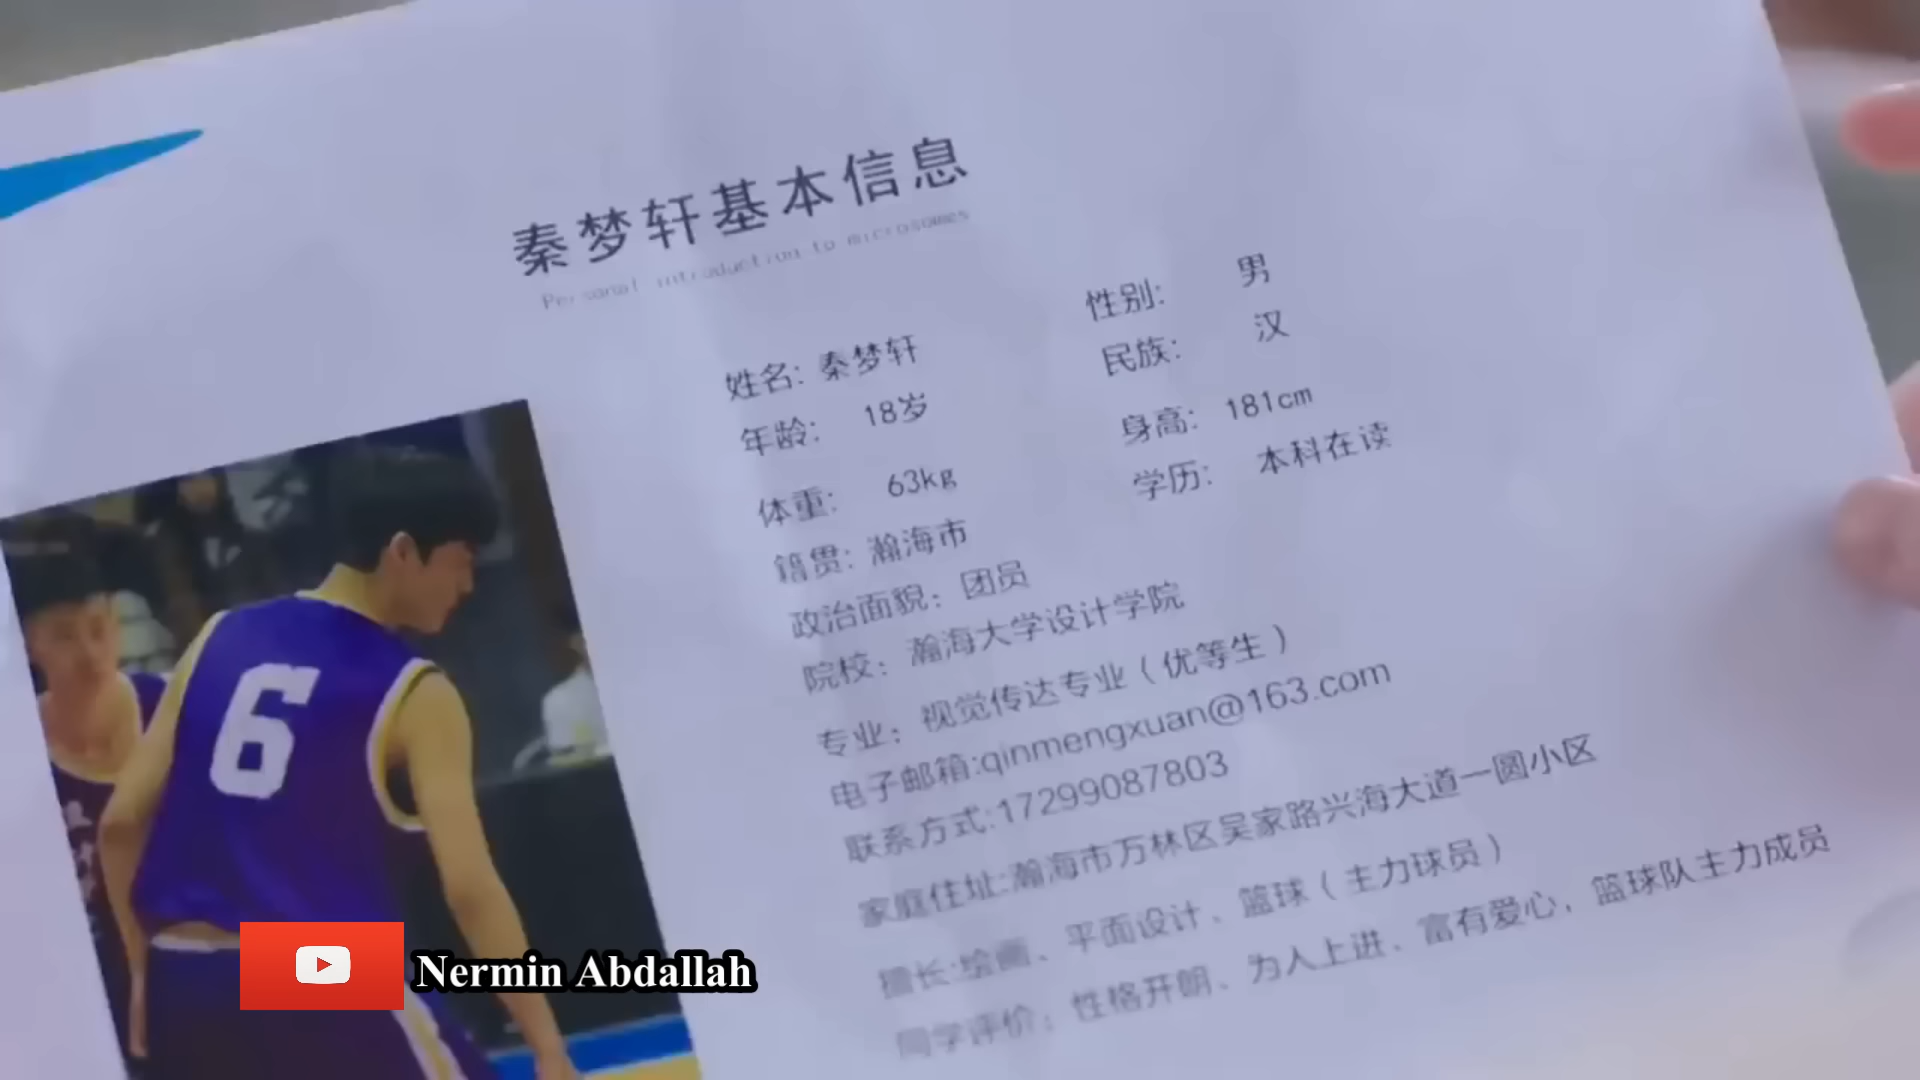 秦梦轩基本信息
Personal introduction to microsomes
姓名: 秦梦轩 性别: 男
年龄: 18岁 民族: 汉
体重: 63kg 身高: 181cm
籍贯: 瀚海市 学历: 本科在读
政治面貌: 团员
院校: 瀚海大学设计学院
专业: 视觉传达专业(优等生)
电子邮箱:qinmengxuan@163.com
联系方式:17299087803
家庭住址:瀚海市万林区吴家路兴海大道一圆小区
擅长:绘画、平面设计、篮球(主力球员)
同学评价: 性格开朗、为人上进、富有爱心, 篮球队主力成员
6
Nermin Abdallah